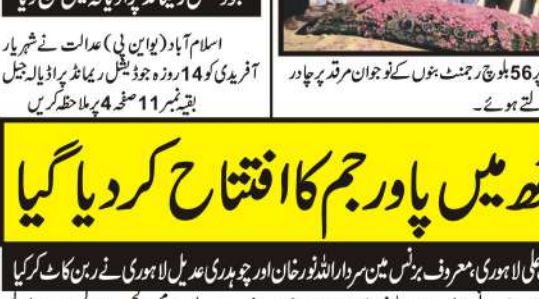 اسلام آباد (یو این پی) عدالت نے شہریار
آفریدی کو 14 روزہ جوڈیشل ریمانڈ پر اڈیالہ جیل
بقیہ نمبر 11 صفحہ 4 پر ملاحظہ کریں
56 بلوچ رجمنٹ بنوں کے نوجوان مرقد پر چادر
ہوئے۔
میں پاور جم کا افتتاح کر دیا گیا
علی لاہوری، معروف بزنس مین سردار اللہ نور خان اور چوہدری عدیل لاہوری نے ربن کاٹ کر کیا